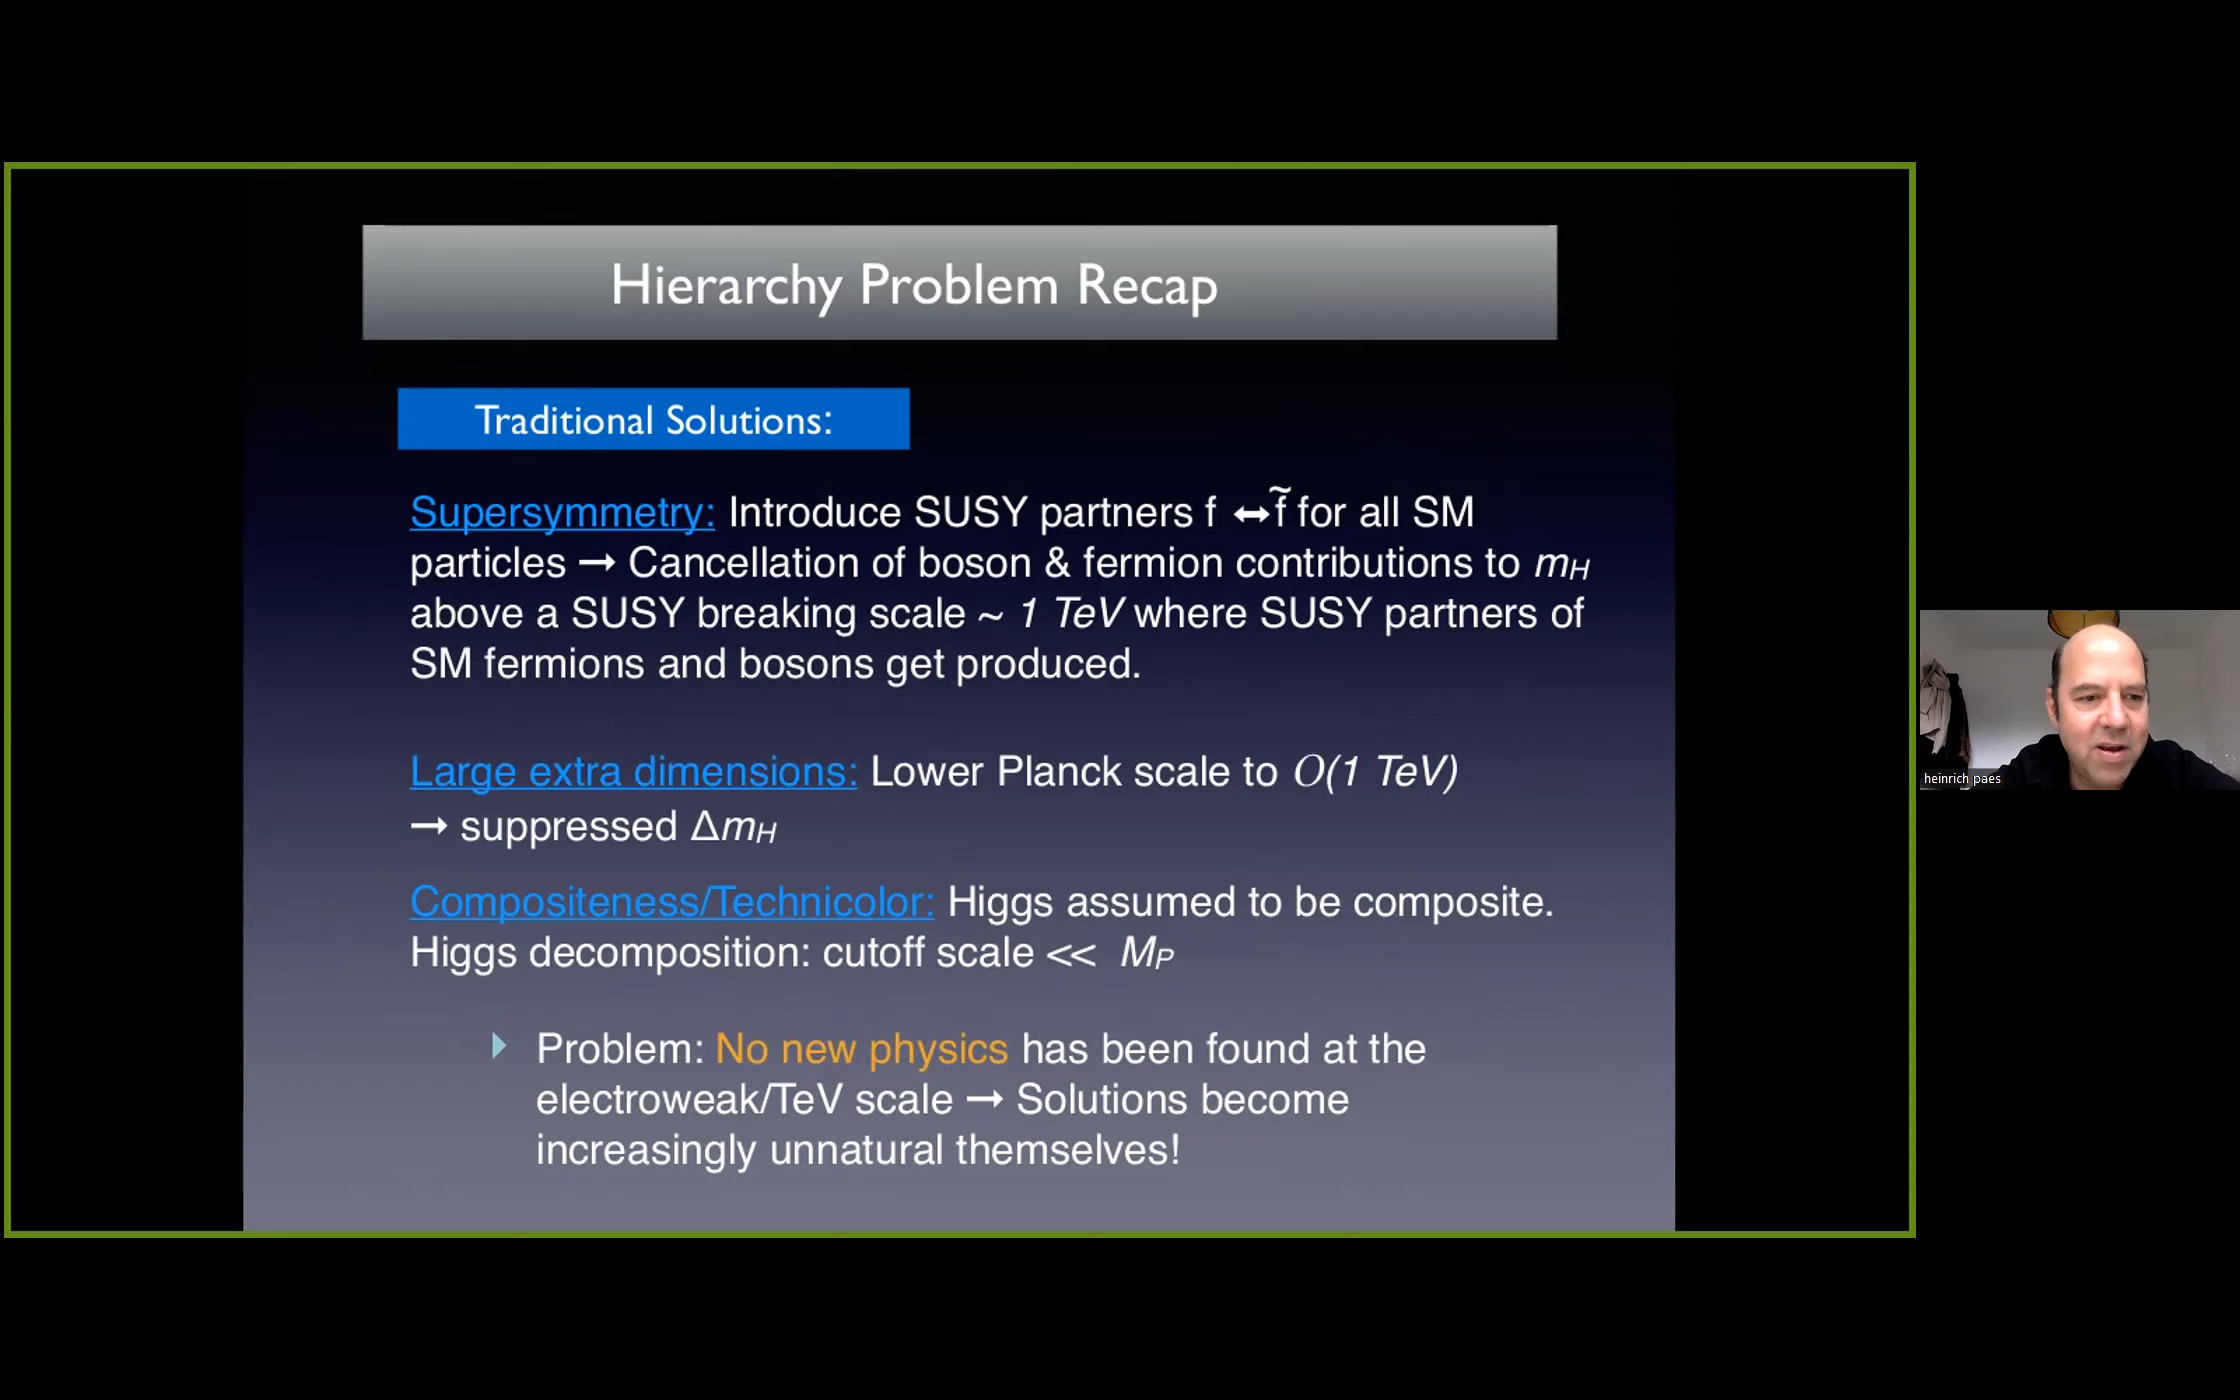 Hierarchy Problem Recap
Traditional Solutions:
Supersymmetry: Introduce SUSY partners f ↔ f̃ for all SM
particles → Cancellation of boson & fermion contributions to mH
above a SUSY breaking scale ~ 1 TeV where SUSY partners of
SM fermions and bosons get produced.
Large extra dimensions: Lower Planck scale to O(1 TeV)
→ suppressed ΔmH
Compositeness/Technicolor: Higgs assumed to be composite.
Higgs decomposition: cutoff scale << MP
Problem: No new physics has been found at the
electroweak/TeV scale → Solutions become
increasingly unnatural themselves!
heinrich paes